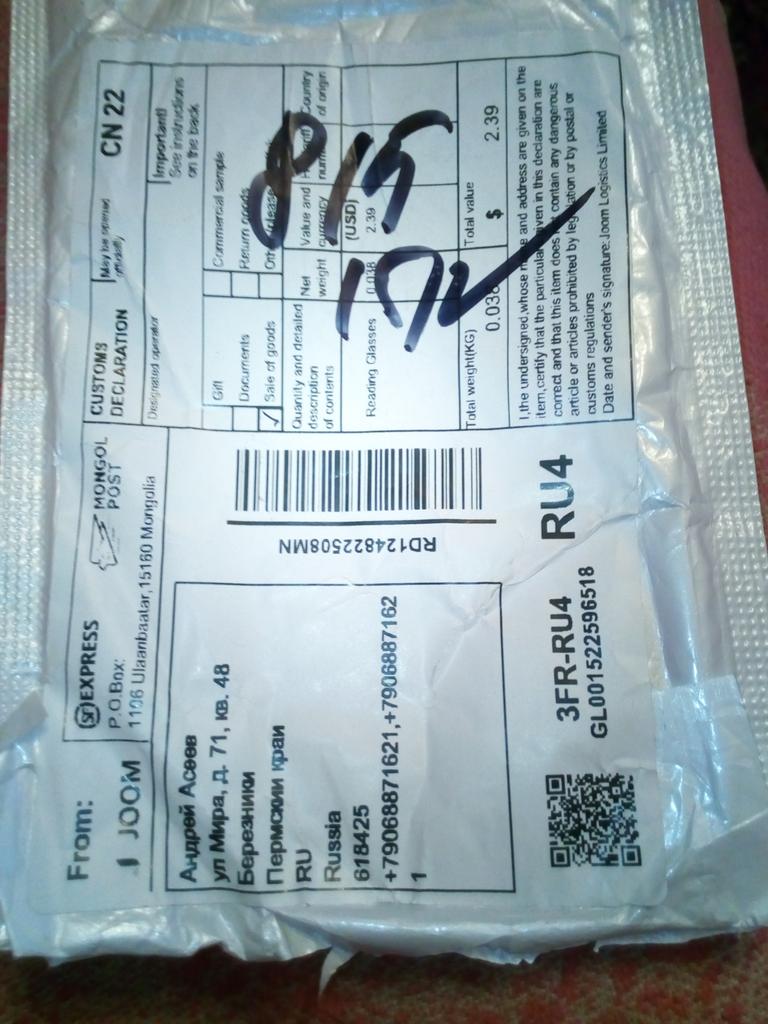 From:
JOOM
SF EXPRESS
MONGOL
POST
P.O.Box:
1106 Ulaanbaatar,15160 Mongolia
Андрей Асеев
ул Мира, д. 71, кв. 48
Березники
Пермский край
RU
Russia
618425
+79068871621,+7906887162
1
RD124822508MN
3FR-RU4
GL001522596518
RU4
CUSTOMS
DECLARATION
May be opened
officially
CN 22
Designated operator
Important!
See instructions
on the back
Gift
Commercial sample
Documents
Return goods
✓ Sale of goods
Quantity and detailed
description
of contents
Net
weight
Value and
currency
(USD)
country
of origin
Reading Glasses
0.038
2.39
Total weight(KG)
Total value
0.038
$ 2.39
I,the undersigned,whose name and address are given on the
item,certify that the particulars given in this declaration are
correct and that this item does not contain any dangerous
article or articles prohibited by legislation or by postal or
customs regulations
Date and sender's signature:Joom Logistics Limited